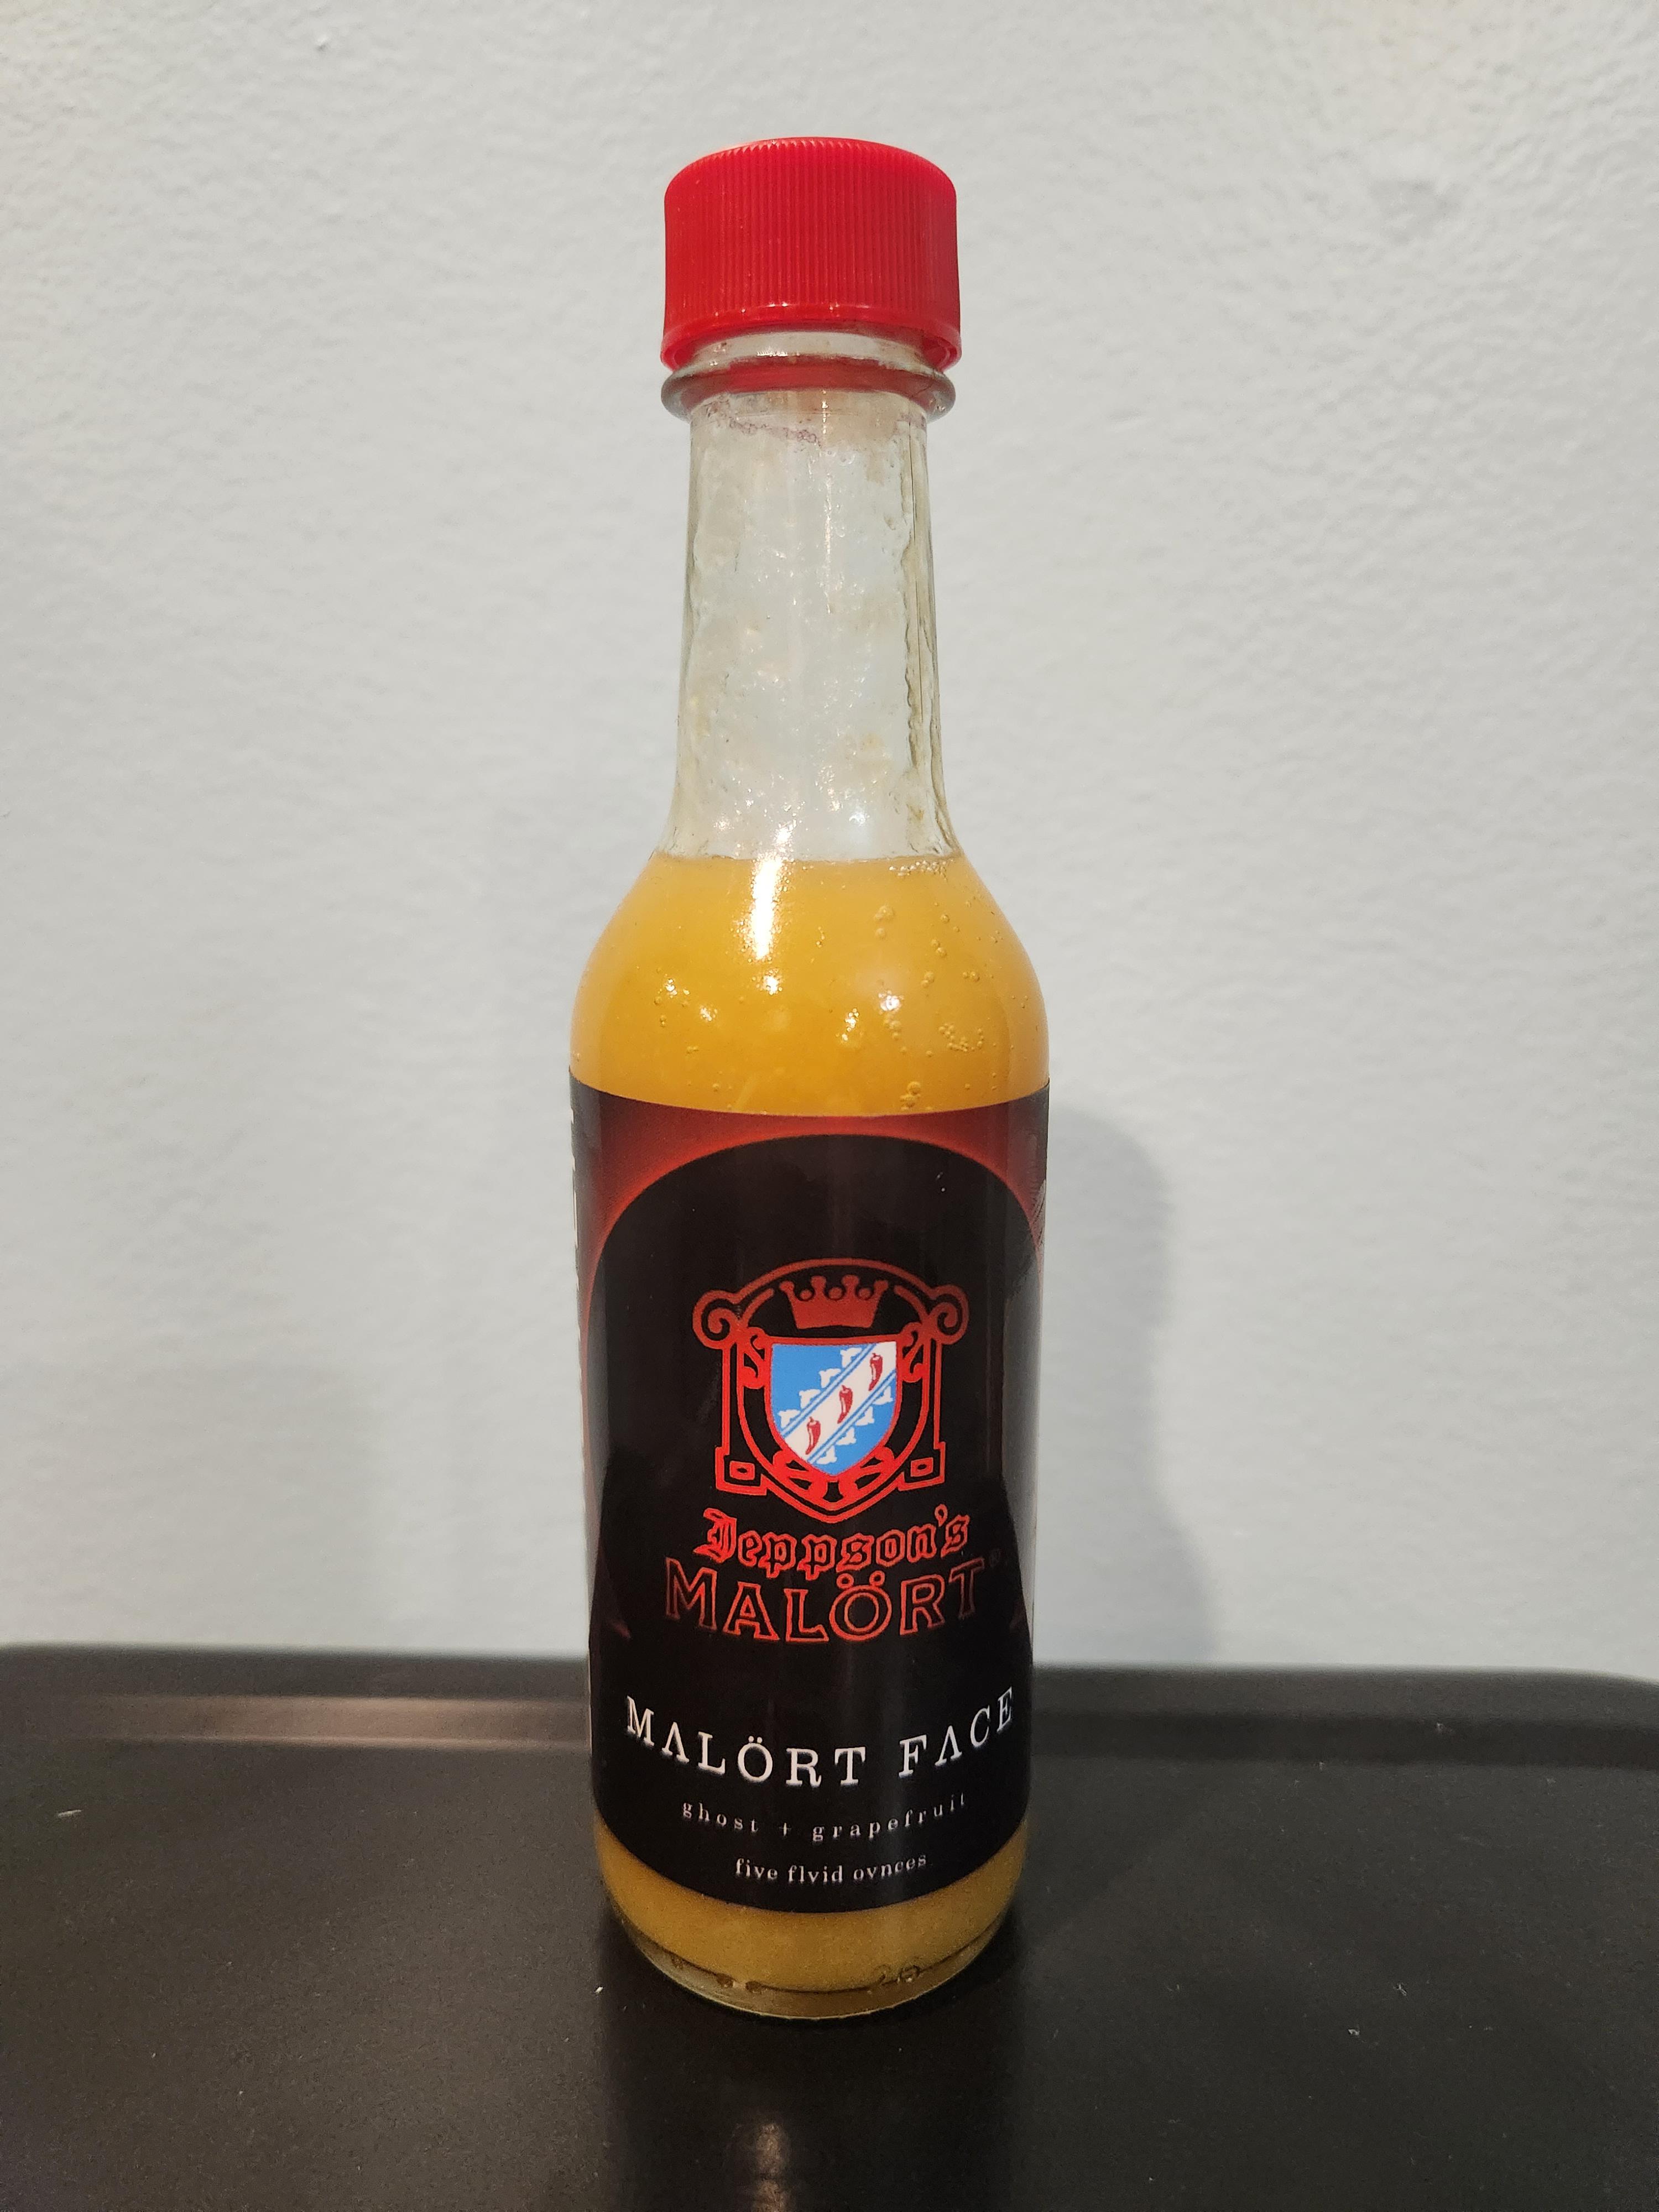 Jeppson's
MALÖRT®
MALÖRT FACE
ghost + grapefruit
five flvid ovnces